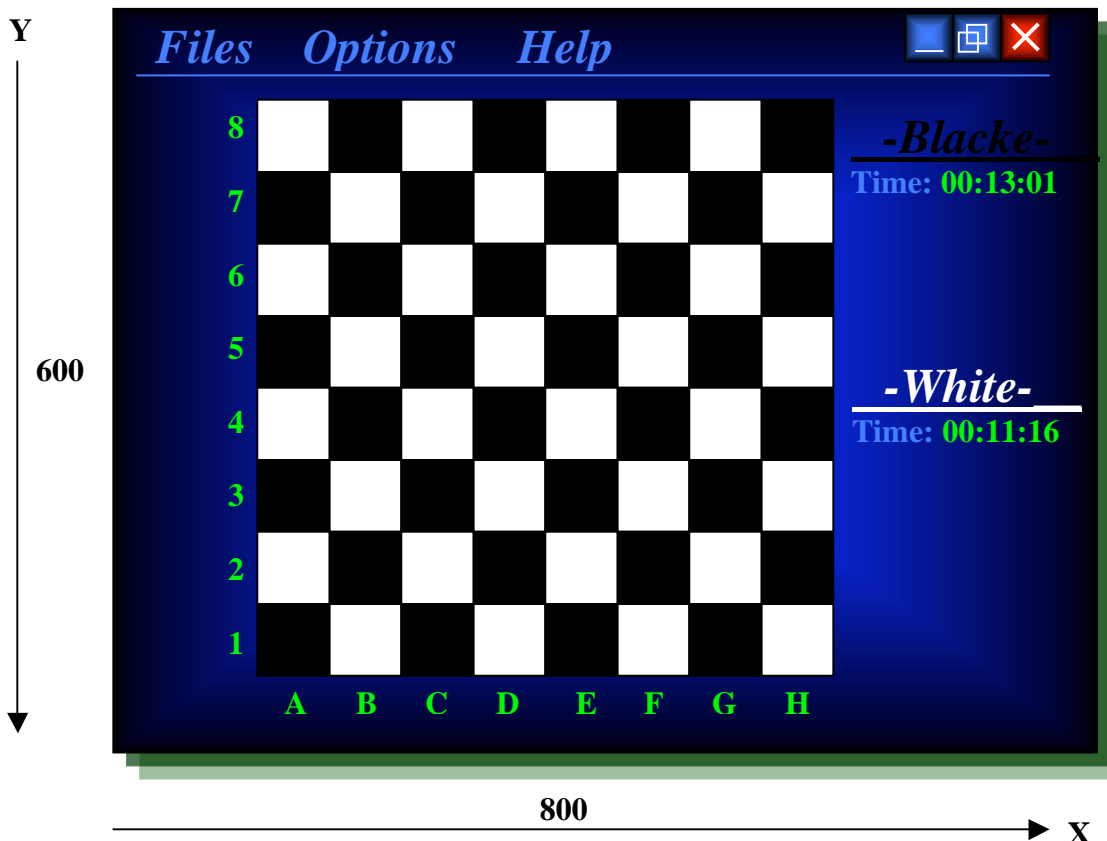 Y
Files Options Help
8
-Blacke-
Time: 00:13:01
7
6
5
600
-White-__
Time: 00:11:16
4
3
2
1
A B C D E F G H
800
X